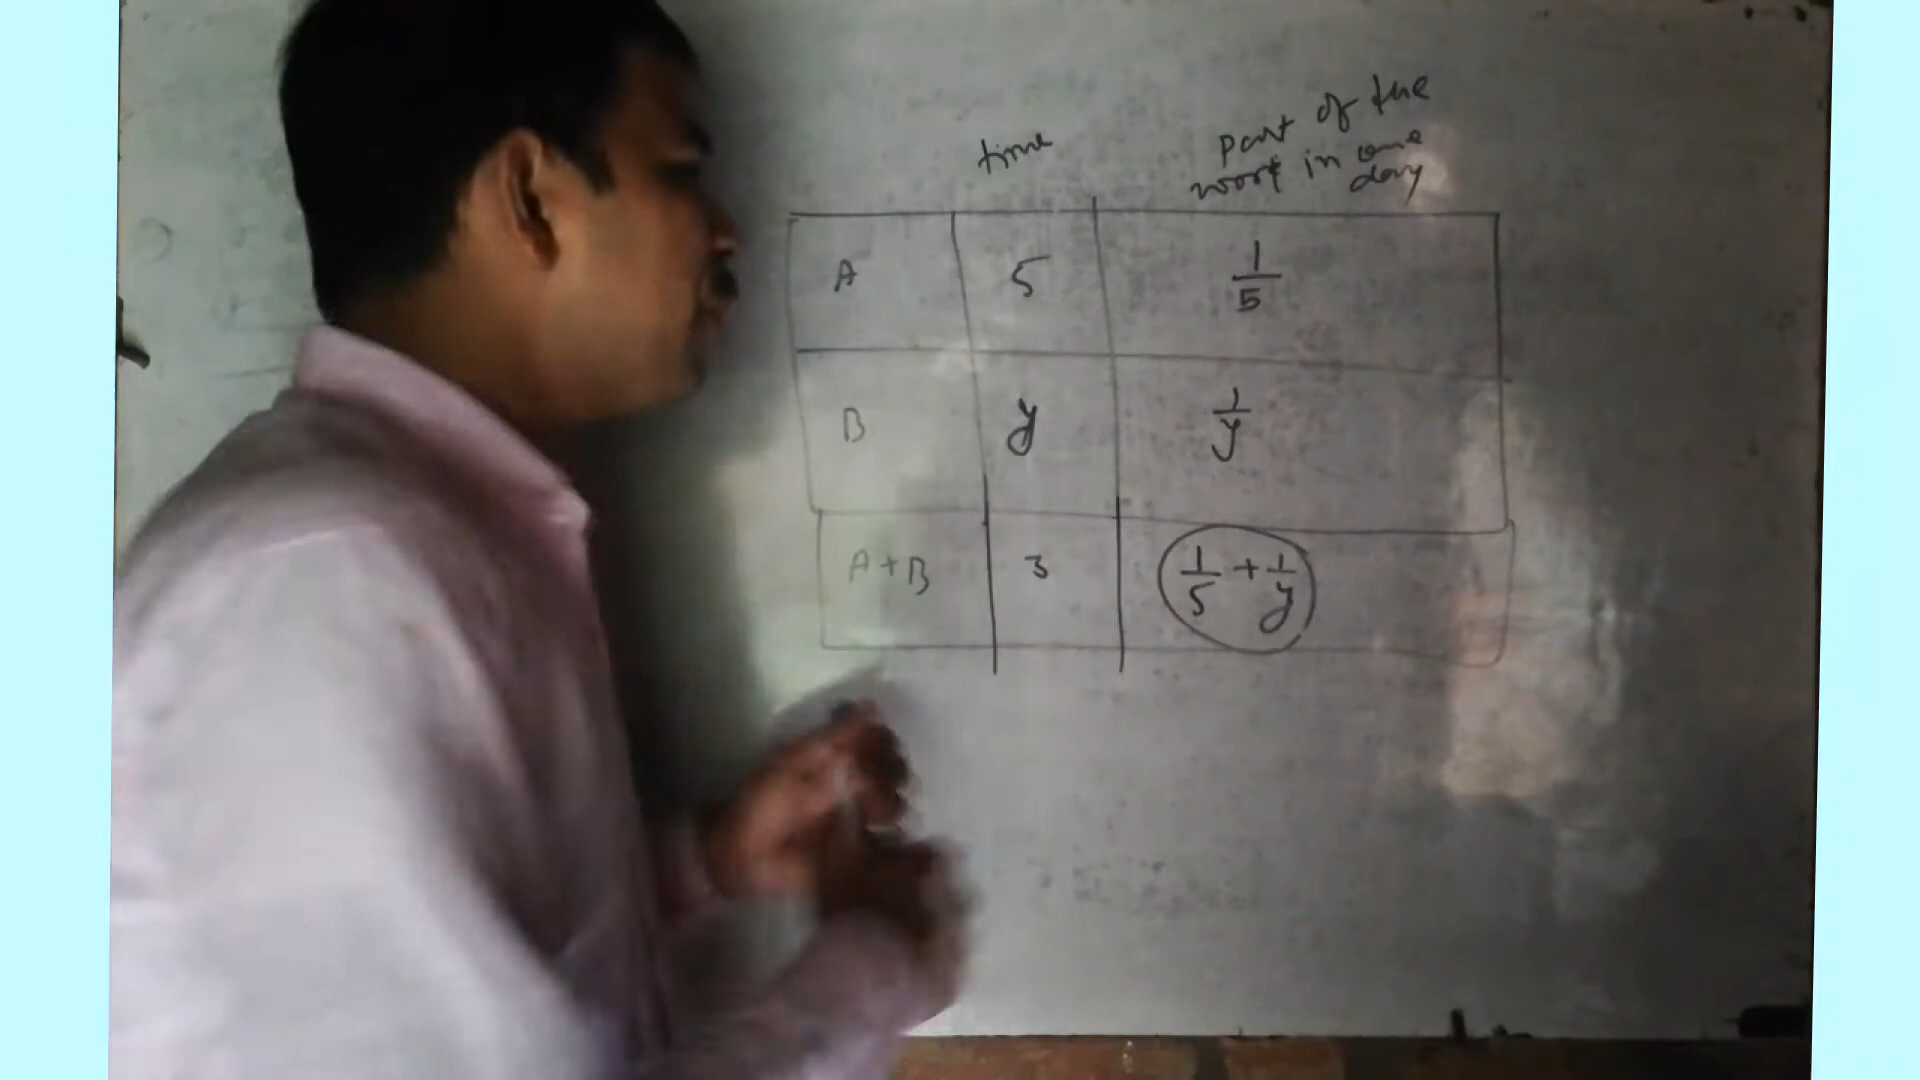 time
part of the
work in one
day
A 5 1/5
B y 1/y
A+B 3 1/5 + 1/y